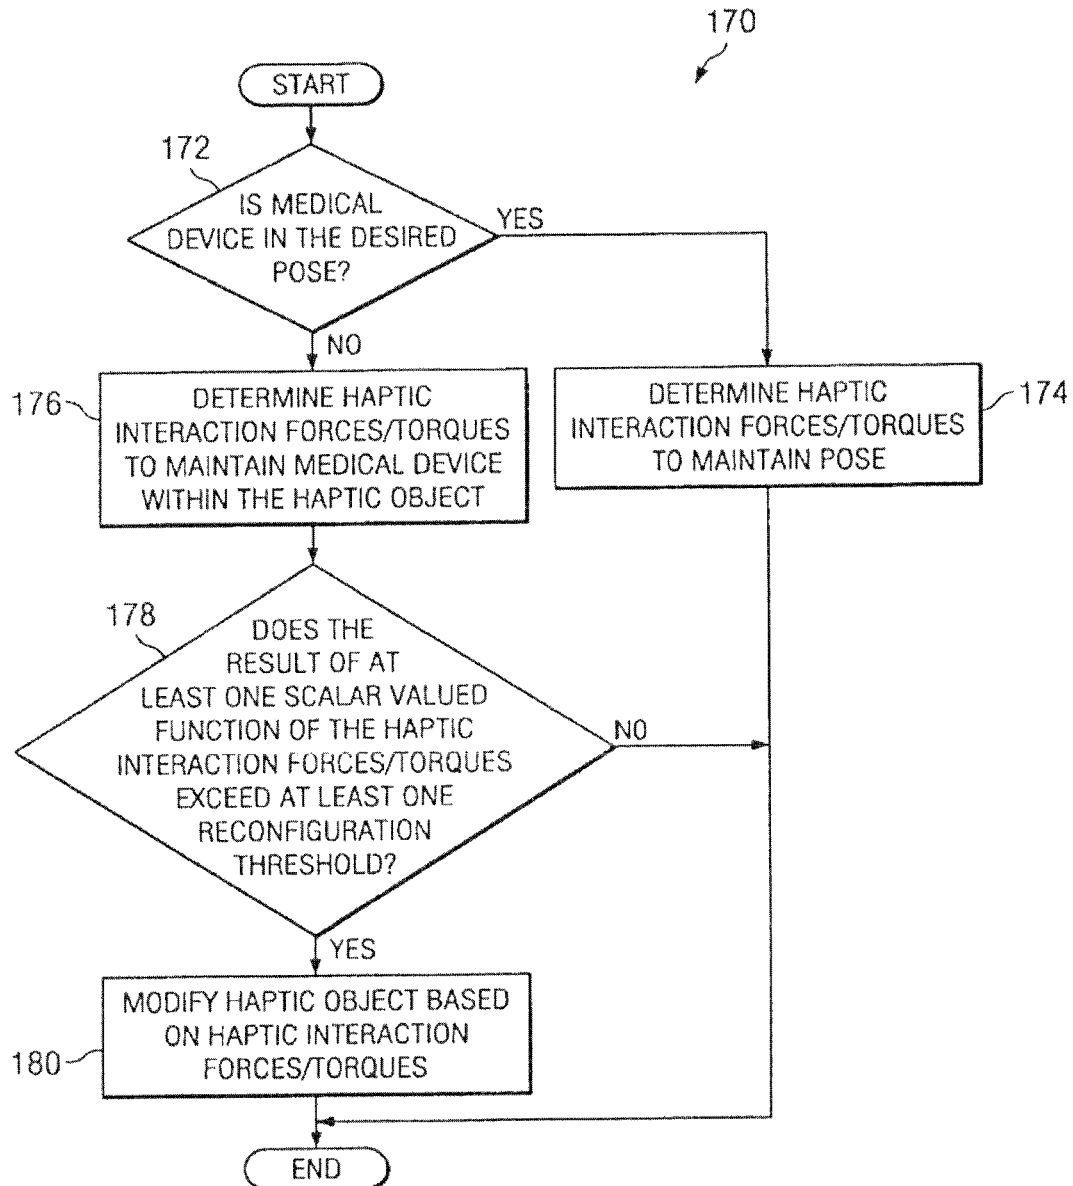 170
START
172
IS MEDICAL
DEVICE IN THE DESIRED
POSE?
YES
NO
176
DETERMINE HAPTIC
INTERACTION FORCES/TORQUES
TO MAINTAIN MEDICAL DEVICE
WITHIN THE HAPTIC OBJECT
DETERMINE HAPTIC
INTERACTION FORCES/TORQUES
TO MAINTAIN POSE
174
178
DOES THE
RESULT OF AT
LEAST ONE SCALAR VALUED
FUNCTION OF THE HAPTIC
INTERACTION FORCES/TORQUES
EXCEED AT LEAST ONE
RECONFIGURATION
THRESHOLD?
NO
YES
MODIFY HAPTIC OBJECT BASED
ON HAPTIC INTERACTION
FORCES/TORQUES
180
END